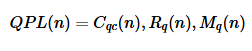 QPL(n) = C_{qc}(n), R_q(n), M_q(n)